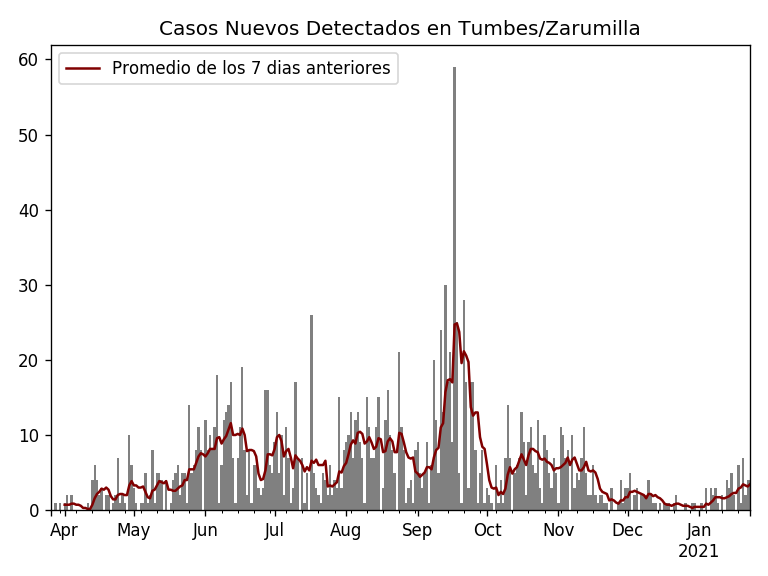 Casos Nuevos Detectados en Tumbes/Zarumilla
Promedio de los 7 dias anteriores
60
50
40
30
20
10
0
Apr May Jun Jul Aug Sep Oct Nov Dec Jan
2021